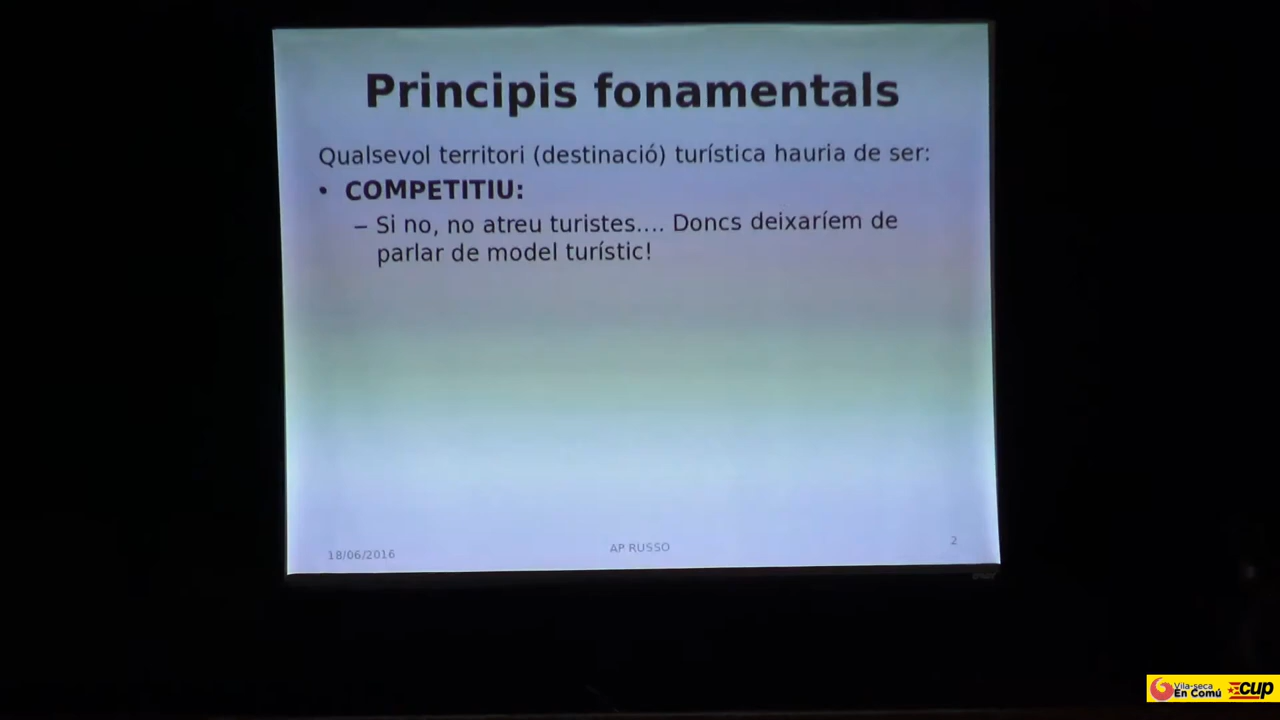 Principis fonamentals
Qualsevol territori (destinació) turística hauria de ser:
• COMPETITIU:
– Si no, no atreu turistes.... Doncs deixaríem de
parlar de model turístic!
18/06/2016
AP RUSSO
2
Vila-seca
En Comú
CUP